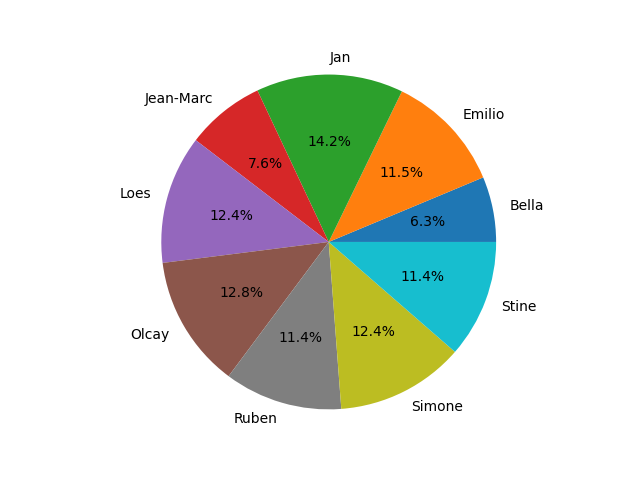 Jan
Jean-Marc
Emilio
14.2%
7.6%
11.5%
Loes
Bella
12.4%
6.3%
12.8%
11.4%
Olcay
Stine
11.4%
12.4%
Ruben
Simone